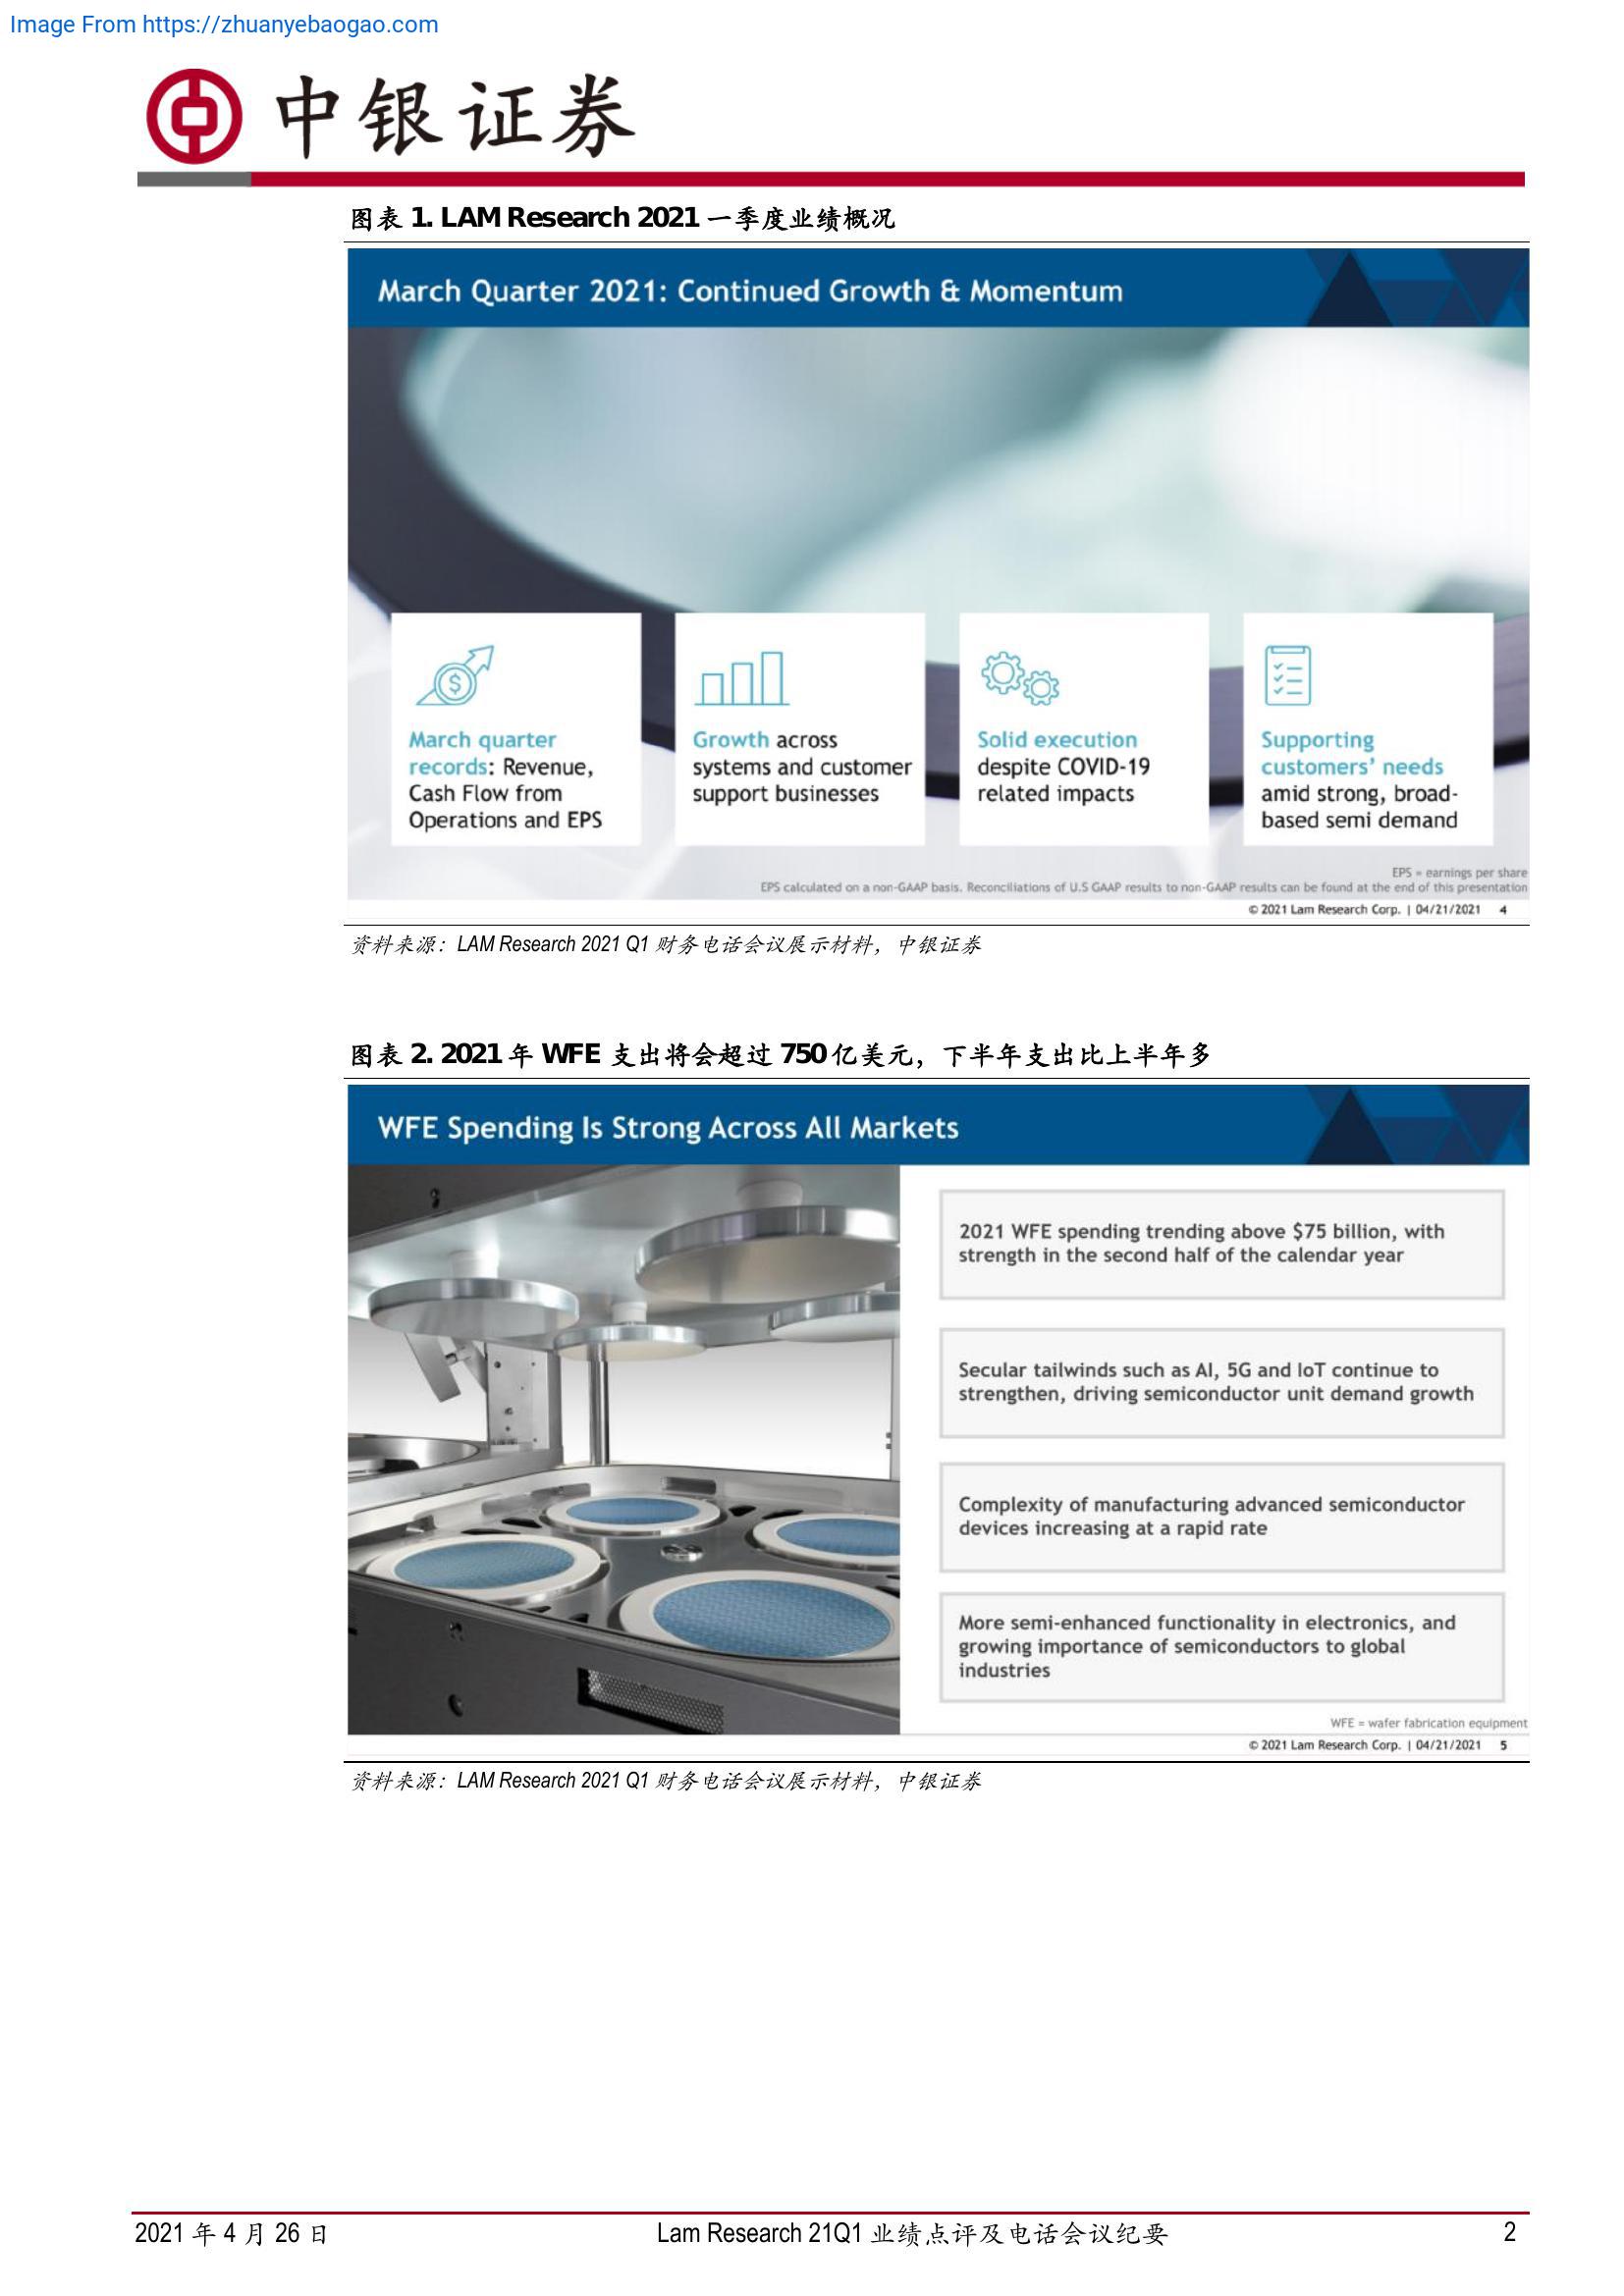 Image From https://zhuanyebaogao.com
中银证券
图表 1. LAM Research 2021 一季度业绩概况
March Quarter 2021: Continued Growth & Momentum
March quarter
records: Revenue,
Cash Flow from
Operations and EPS
Growth across
systems and customer
support businesses
Solid execution
despite COVID-19
related impacts
Supporting
customers' needs
amid strong, broad-
based semi demand
EPS = earnings per share
EPS calculated on a non-GAAP basis. Reconciliations of U.S GAAP results to non-GAAP results can be found at the end of this presentation
© 2021 Lam Research Corp. | 04/21/2021 4
资料来源：LAM Research 2021 Q1 财务电话会议展示材料，中银证券
图表 2. 2021 年 WFE 支出将会超过 750 亿美元，下半年支出比上半年多
WFE Spending Is Strong Across All Markets
2021 WFE spending trending above $75 billion, with
strength in the second half of the calendar year
Secular tailwinds such as AI, 5G and IoT continue to
strengthen, driving semiconductor unit demand growth
Complexity of manufacturing advanced semiconductor
devices increasing at a rapid rate
More semi-enhanced functionality in electronics, and
growing importance of semiconductors to global
industries
WFE = wafer fabrication equipment
© 2021 Lam Research Corp. | 04/21/2021 5
资料来源：LAM Research 2021 Q1 财务电话会议展示材料，中银证券
2021 年 4 月 26 日 Lam Research 21Q1 业绩点评及电话会议纪要 2